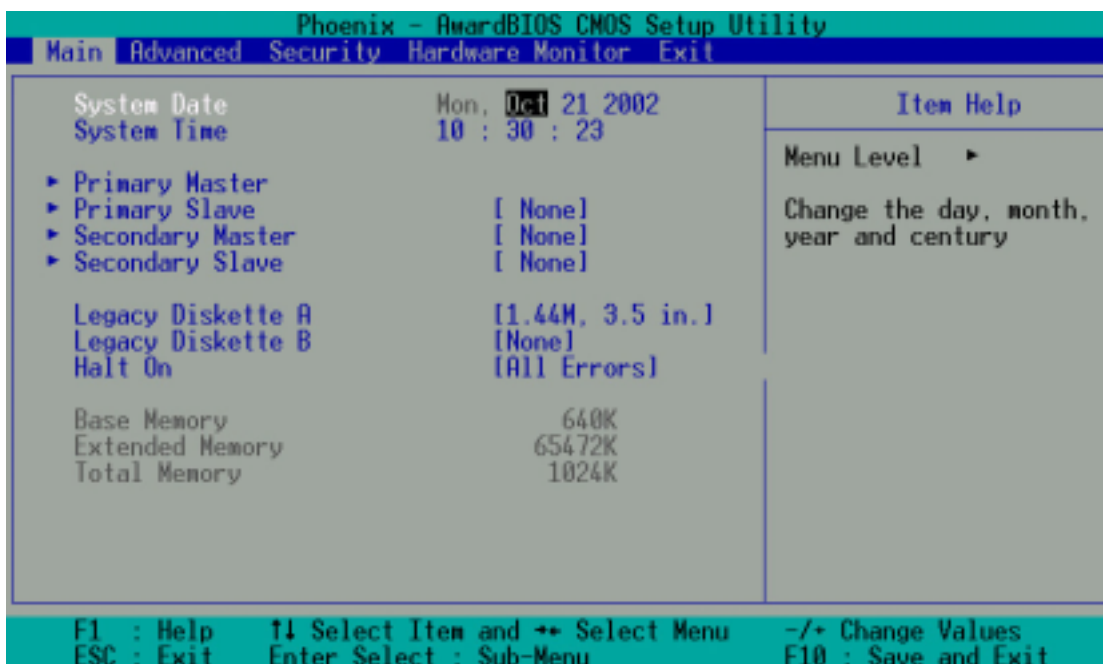 Phoenix - AwardBIOS CMOS Setup Utility
Main Advanced Security Hardware Monitor Exit
System Date Mon, Oct 21 2002
System Time 10 : 30 : 23
Primary Master
Primary Slave [ None]
Secondary Master [ None]
Secondary Slave [ None]
Legacy Diskette A [1.44M, 3.5 in.]
Legacy Diskette B [None]
Halt On [All Errors]
Base Memory 640K
Extended Memory 65472K
Total Memory 1024K
Item Help
Menu Level ►
Change the day, month,
year and century
F1 : Help ↑↓ Select Item and →← Select Menu -/+ Change Values
ESC : Exit Enter Select : Sub-Menu F10 : Save and Exit